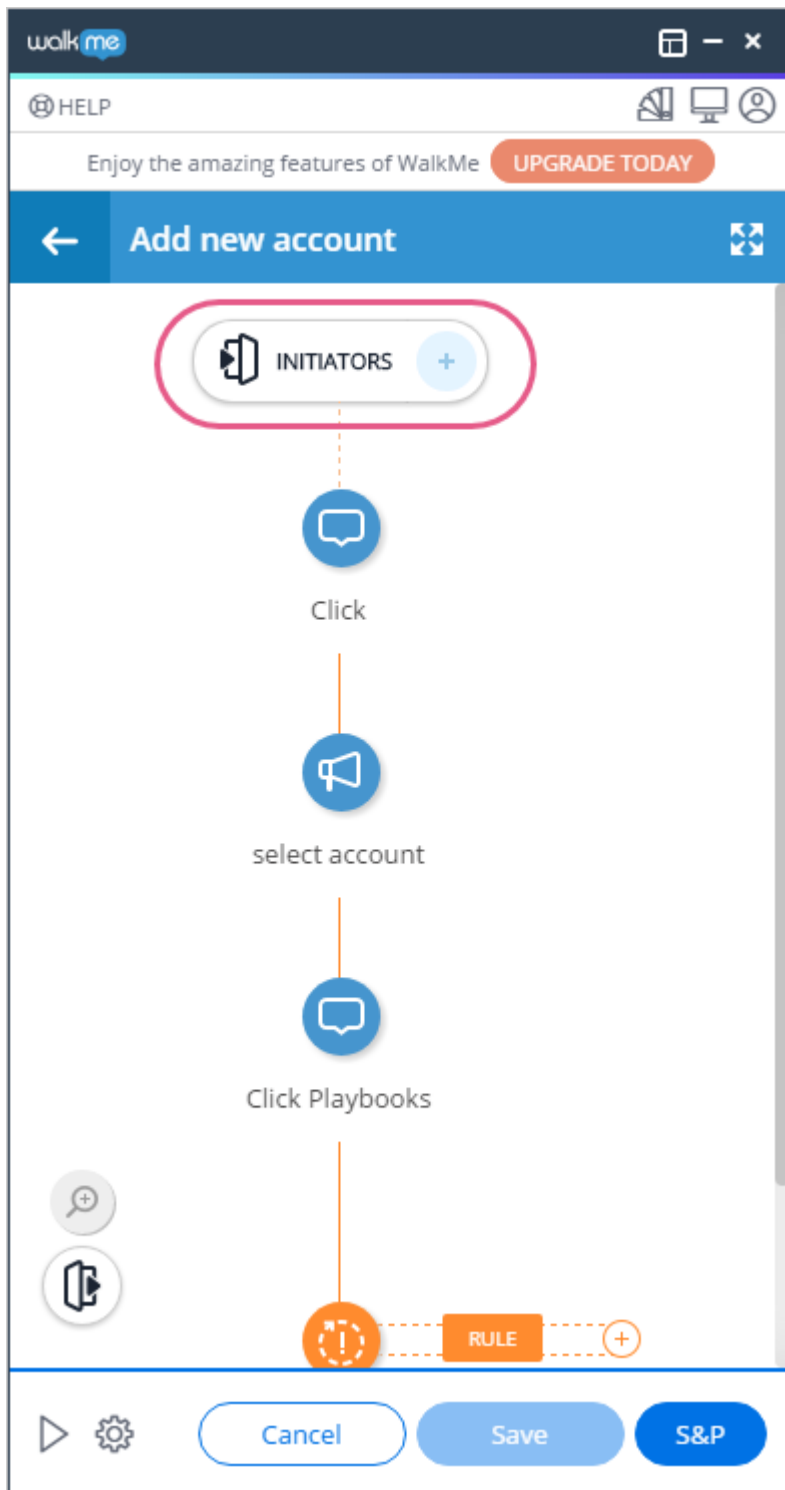 walkme
HELP
Enjoy the amazing features of WalkMe UPGRADE TODAY
Add new account
INITIATORS +
Click
select account
Click Playbooks
RULE +
Cancel Save S&P